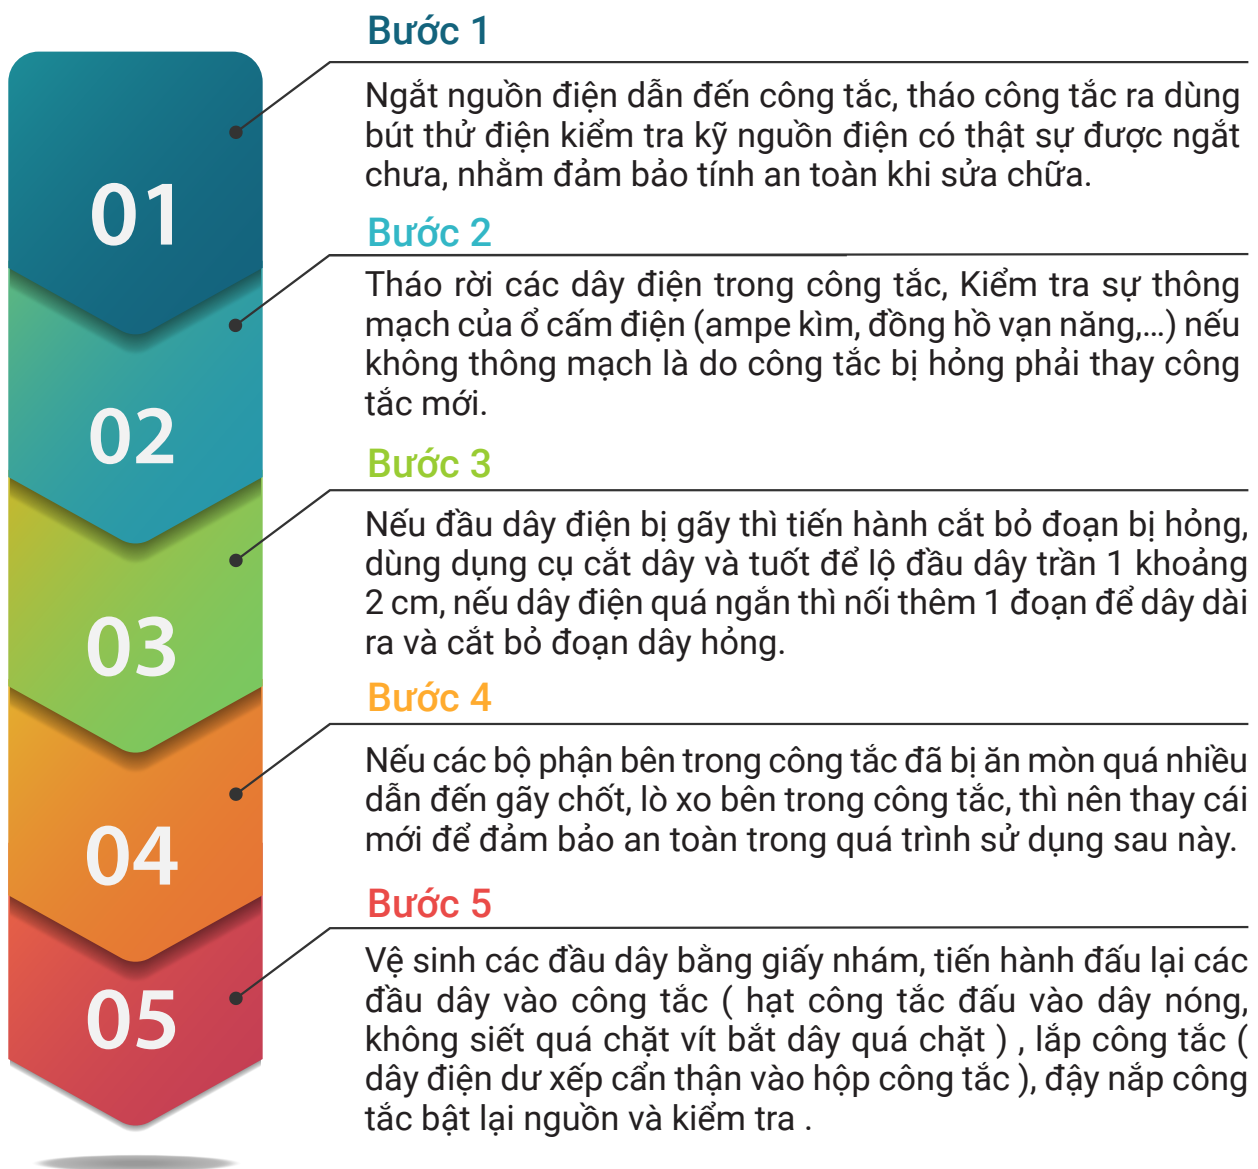 Bước 1
Ngắt nguồn điện dẫn đến công tắc, tháo công tắc ra dùng
bút thử điện kiểm tra kỹ nguồn điện có thật sự được ngắt
chưa, nhằm đảm bảo tính an toàn khi sửa chữa.
01
Bước 2
Tháo rời các dây điện trong công tắc, Kiểm tra sự thông
mạch của ổ cấm điện (ampe kìm, đồng hồ vạn năng,...) nếu
không thông mạch là do công tắc bị hỏng phải thay công
tắc mới.
02
Bước 3
Nếu đầu dây điện bị gãy thì tiến hành cắt bỏ đoạn bị hỏng,
dùng dụng cụ cắt dây và tuốt để lộ đầu dây trần 1 khoảng
2 cm, nếu dây điện quá ngắn thì nối thêm 1 đoạn để dây dài
ra và cắt bỏ đoạn dây hỏng.
03
Bước 4
Nếu các bộ phận bên trong công tắc đã bị ăn mòn quá nhiều
dẫn đến gãy chốt, lò xo bên trong công tắc, thì nên thay cái
mới để đảm bảo an toàn trong quá trình sử dụng sau này.
04
Bước 5
Vệ sinh các đầu dây bằng giấy nhám, tiến hành đấu lại các
đầu dây vào công tắc ( hạt công tắc đấu vào dây nóng,
không siết quá chặt vít bắt dây quá chặt ) , lắp công tắc (
dây điện dư xếp cẩn thận vào hộp công tắc ), đậy nắp công
tắc bật lại nguồn và kiểm tra .
05